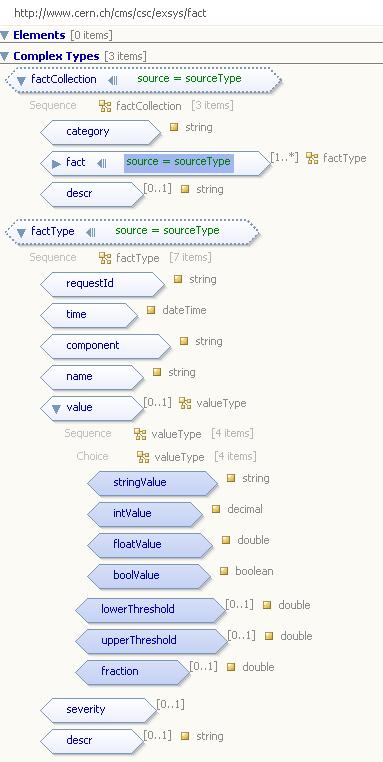 http://www.cern.ch/cms/csc/exsys/fact
Elements [0 items]
Complex Types [3 items]
factCollection source = sourceType
Sequence factCollection [3 items]
category string
fact source = sourceType [1..*] factType
descr [0..1] string
factType source = sourceType
Sequence factType [7 items]
requestId string
time dateTime
component string
name string
value [0..1] valueType
Sequence valueType [4 items]
Choice valueType [4 items]
stringValue string
intValue decimal
floatValue double
boolValue boolean
lowerThreshold [0..1] double
upperThreshold [0..1] double
fraction [0..1] double
severity [0..1]
descr [0..1] string